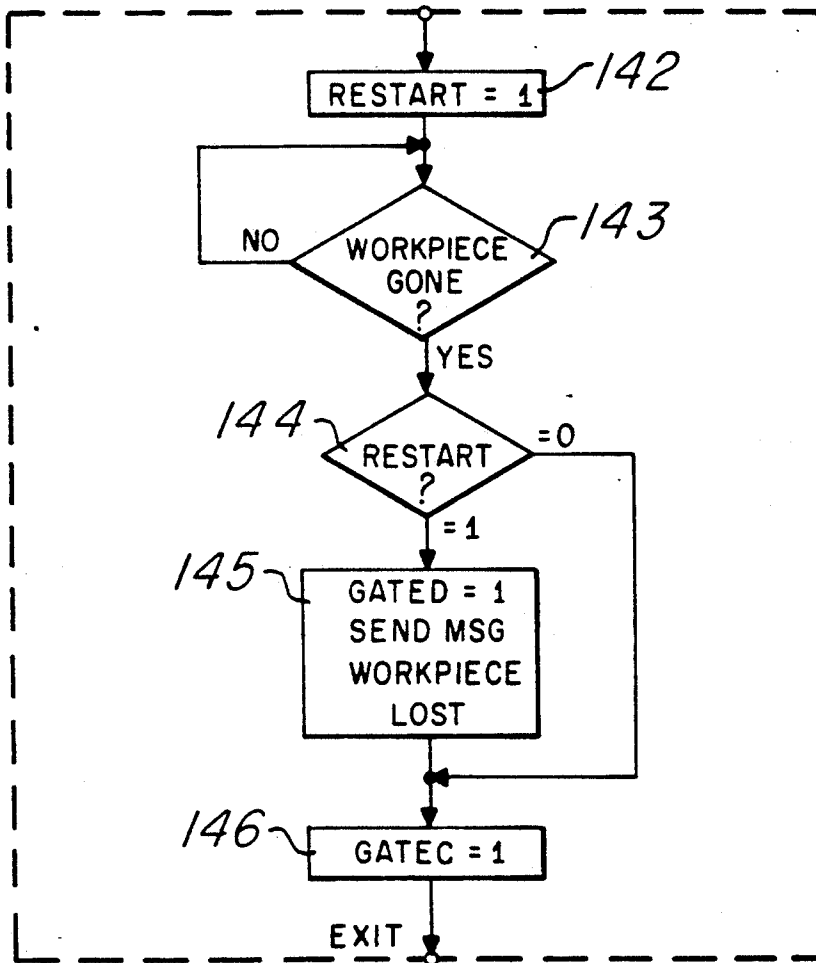 RESTART = 1
142
143
NO
WORKPIECE
GONE
?
YES
144
RESTART
?
=0
=1
145
GATED = 1
SEND MSG
WORKPIECE
LOST
146
GATEC = 1
EXIT